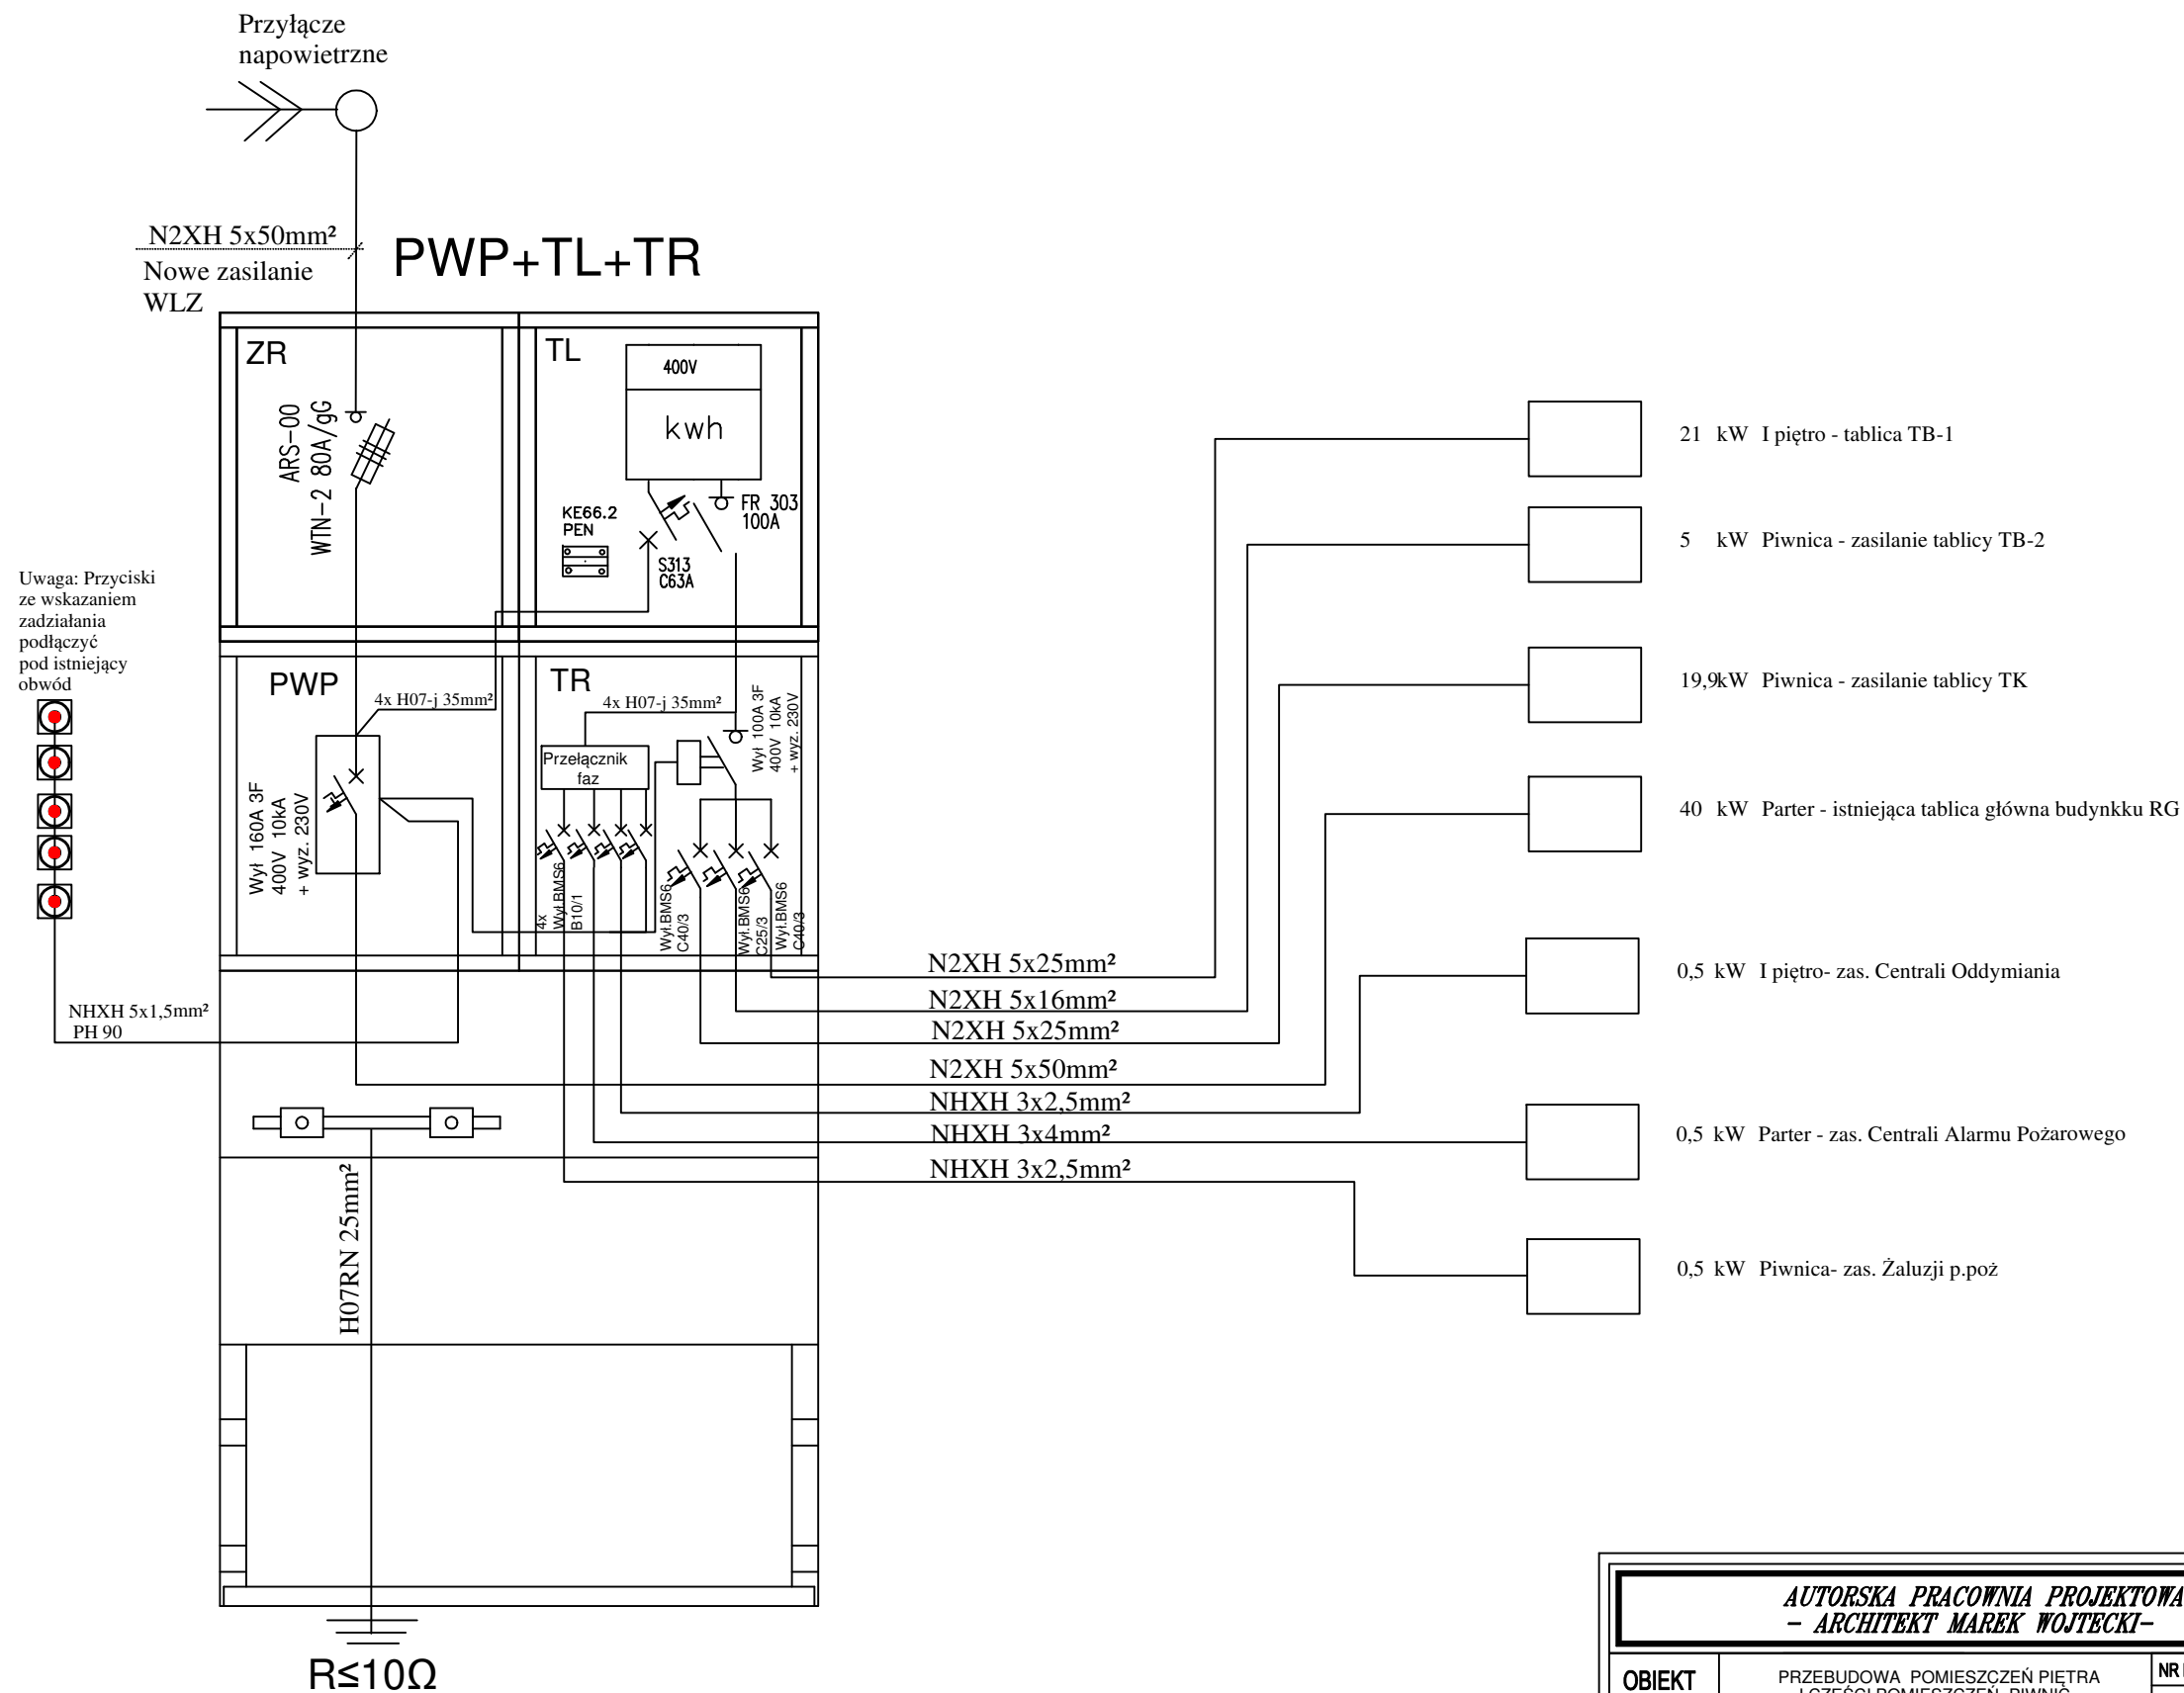 Przyłącze
napowietrzne
N2XH 5x50mm²
Nowe zasilanie
WLZ
PWP+TL+TR
ZR
ARS-00
WTN-2 80A/gG
TL
400V
kwh
KE66.2
PEN
FR 303
100A
S313
C63A
Uwaga: Przyciski
ze wskazaniem
zadziałania
podłączyć
pod istniejący
obwód
PWP
4x H07-j 35mm²
Wył 160A 3F
400V 10kA
+ wyz. 230V
TR
4x H07-j 35mm²
Przełącznik
faz
Wył 100A 3F
400V 10kA
+ wyz. 230V
4x
Wył.BMS6
B10/1
Wył.BMS6
C40/3
Wył.BMS6
C25/3
Wył.BMS6
C40/3
NHXH 5x1,5mm²
PH 90
N2XH 5x25mm²
N2XH 5x16mm²
N2XH 5x25mm²
N2XH 5x50mm²
NHXH 3x2,5mm²
NHXH 3x4mm²
NHXH 3x2,5mm²
21 kW I piętro - tablica TB-1
5 kW Piwnica - zasilanie tablicy TB-2
19,9kW Piwnica - zasilanie tablicy TK
40 kW Parter - istniejąca tablica główna budynkku RG
0,5 kW I piętro- zas. Centrali Oddymiania
0,5 kW Parter - zas. Centrali Alarmu Pożarowego
0,5 kW Piwnica- zas. Żaluzji p.poż
H07RN 25mm²
R≤10Ω
AUTORSKA PRACOWNIA PROJEKTOWA
- ARCHITEKT MAREK WOJTECKI-
OBIEKT
PRZEBUDOWA POMIESZCZEŃ PIĘTRA
I CZĘŚCI POMIESZCZEŃ PIWNIC
NR